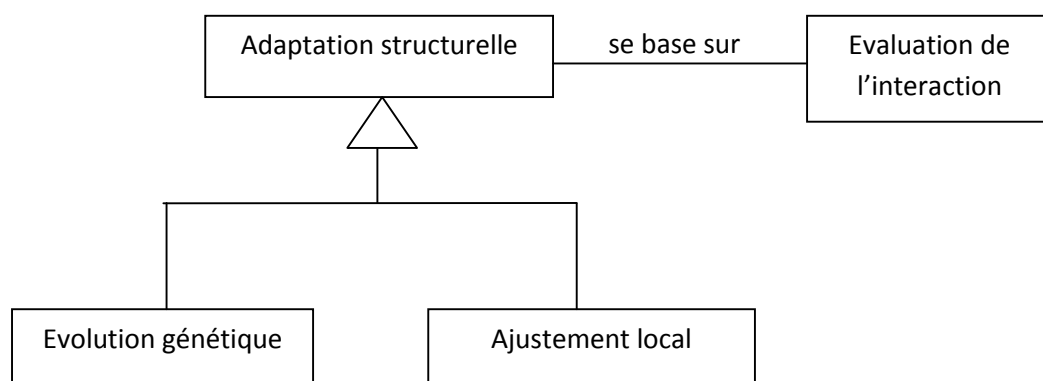 Adaptation structurelle
se base sur
Evaluation de
l’interaction
Evolution génétique
Ajustement local